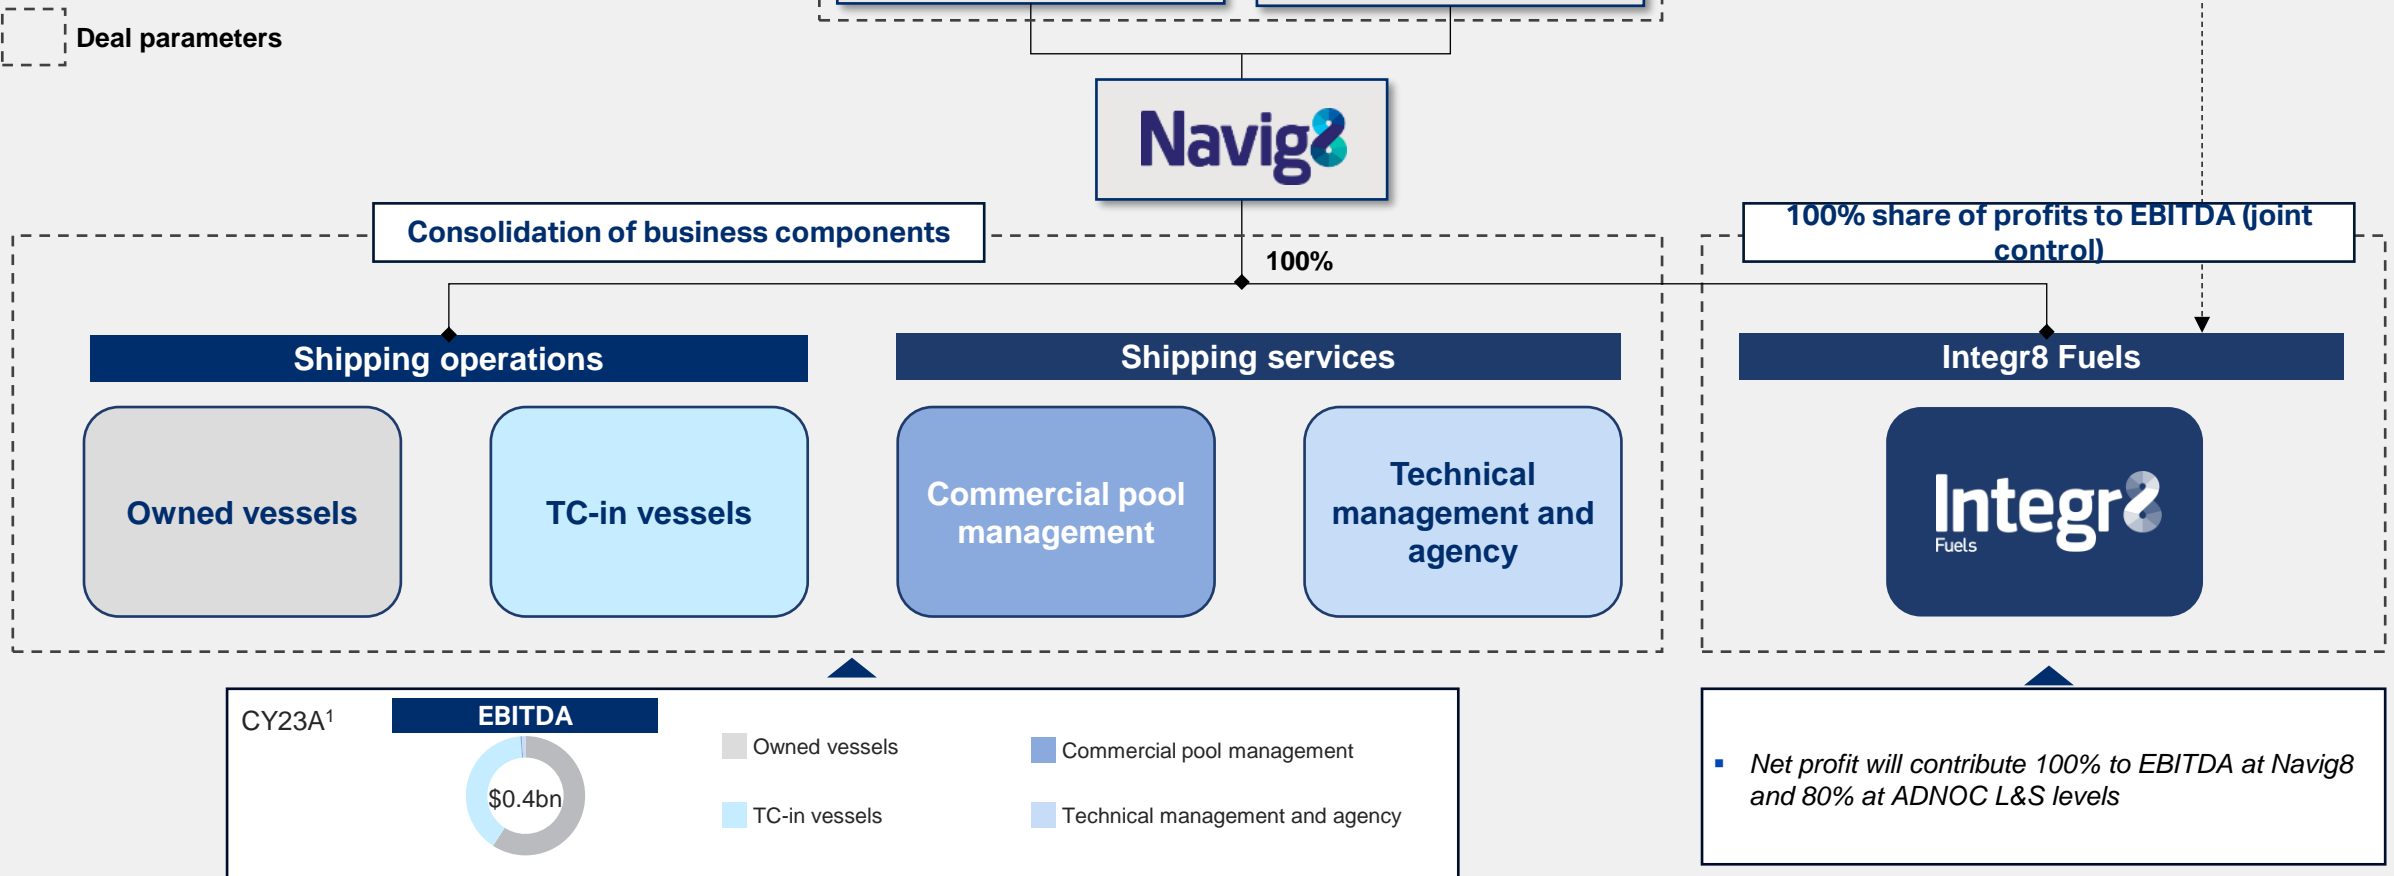 Deal parameters
Navig8
Consolidation of business components
100% share of profits to EBITDA (joint
control)
100%
Shipping operations
Shipping services
Integr8 Fuels
Owned vessels
TC-in vessels
Commercial pool
management
Technical
management and
agency
Integr8
Fuels
CY23A¹
EBITDA
$0.4bn
Owned vessels
Commercial pool management
TC-in vessels
Technical management and agency
▪ Net profit will contribute 100% to EBITDA at Navig8
and 80% at ADNOC L&S levels